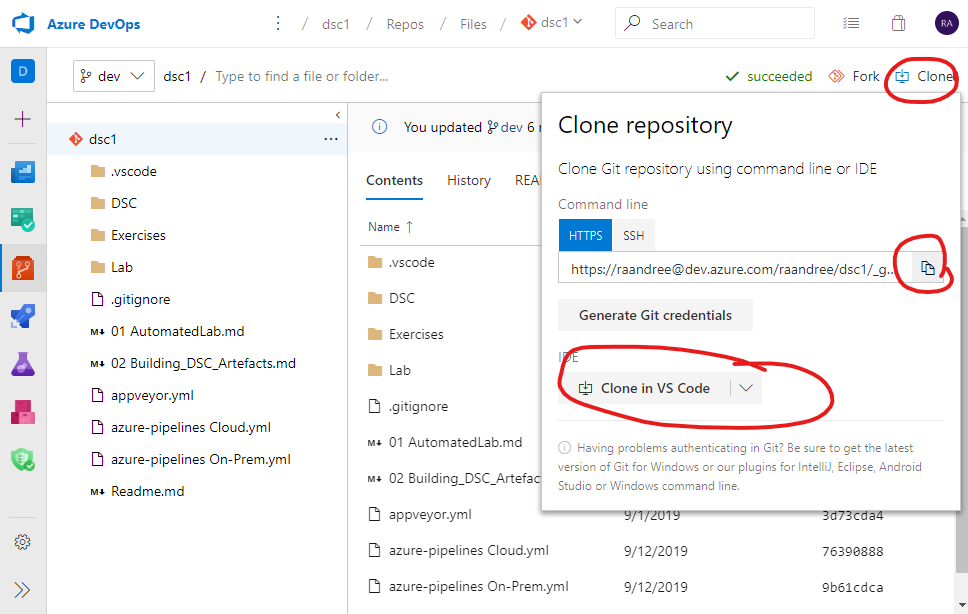 Azure DevOps
/ dsc1 / Repos / Files / dsc1
Search
RA
D
dev
dsc1 / Type to find a file or folder...
succeeded
Fork
Clone
dsc1
.vscode
DSC
Exercises
Lab
.gitignore
M↓ 01 AutomatedLab.md
M↓ 02 Building_DSC_Artefacts.md
appveyor.yml
azure-pipelines Cloud.yml
azure-pipelines On-Prem.yml
M↓ Readme.md
You updated dev 6
Contents
History
Name ↑
.vscode
DSC
Exercises
Lab
.gitignore
M↓ 01 AutomatedLab.md
M↓ 02 Building_DSC_Artefac
appveyor.yml 9/1/2019 3d73cda4
azure-pipelines Cloud.yml 9/12/2019 76390888
azure-pipelines On-Prem.yml 9/12/2019 9b61cdca
Clone repository
Clone Git repository using command line or IDE
Command line
HTTPS
SSH
https://raandree@dev.azure.com/raandree/dsc1/_g...
Generate Git credentials
IDE
Clone in VS Code
Having problems authenticating in Git? Be sure to get the latest
version of Git for Windows or our plugins for IntelliJ, Eclipse, Android
Studio or Windows command line.